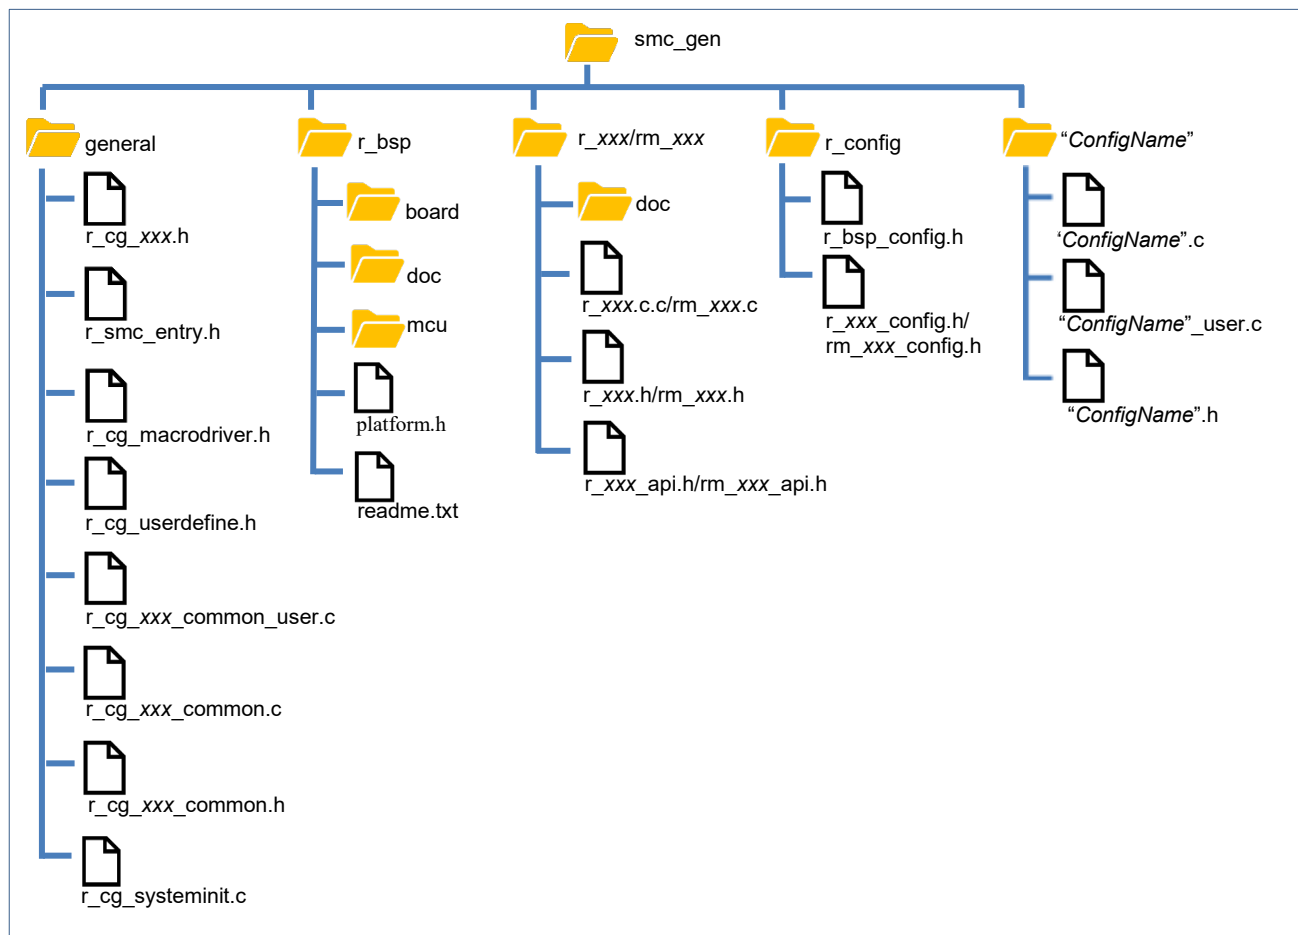 smc_gen
general
r_cg_xxx.h
r_smc_entry.h
r_cg_macrodriver.h
r_cg_userdefine.h
r_cg_xxx_common_user.c
r_cg_xxx_common.c
r_cg_xxx_common.h
r_cg_systeminit.c
r_bsp
board
doc
mcu
platform.h
readme.txt
r_xxx/rm_xxx
doc
r_xxx.c.c/rm_xxx.c
r_xxx.h/rm_xxx.h
r_xxx_api.h/rm_xxx_api.h
r_config
r_bsp_config.h
r_xxx_config.h/
rm_xxx_config.h
“ConfigName”
‘ConfigName”.c
“ConfigName”_user.c
“ConfigName”.h